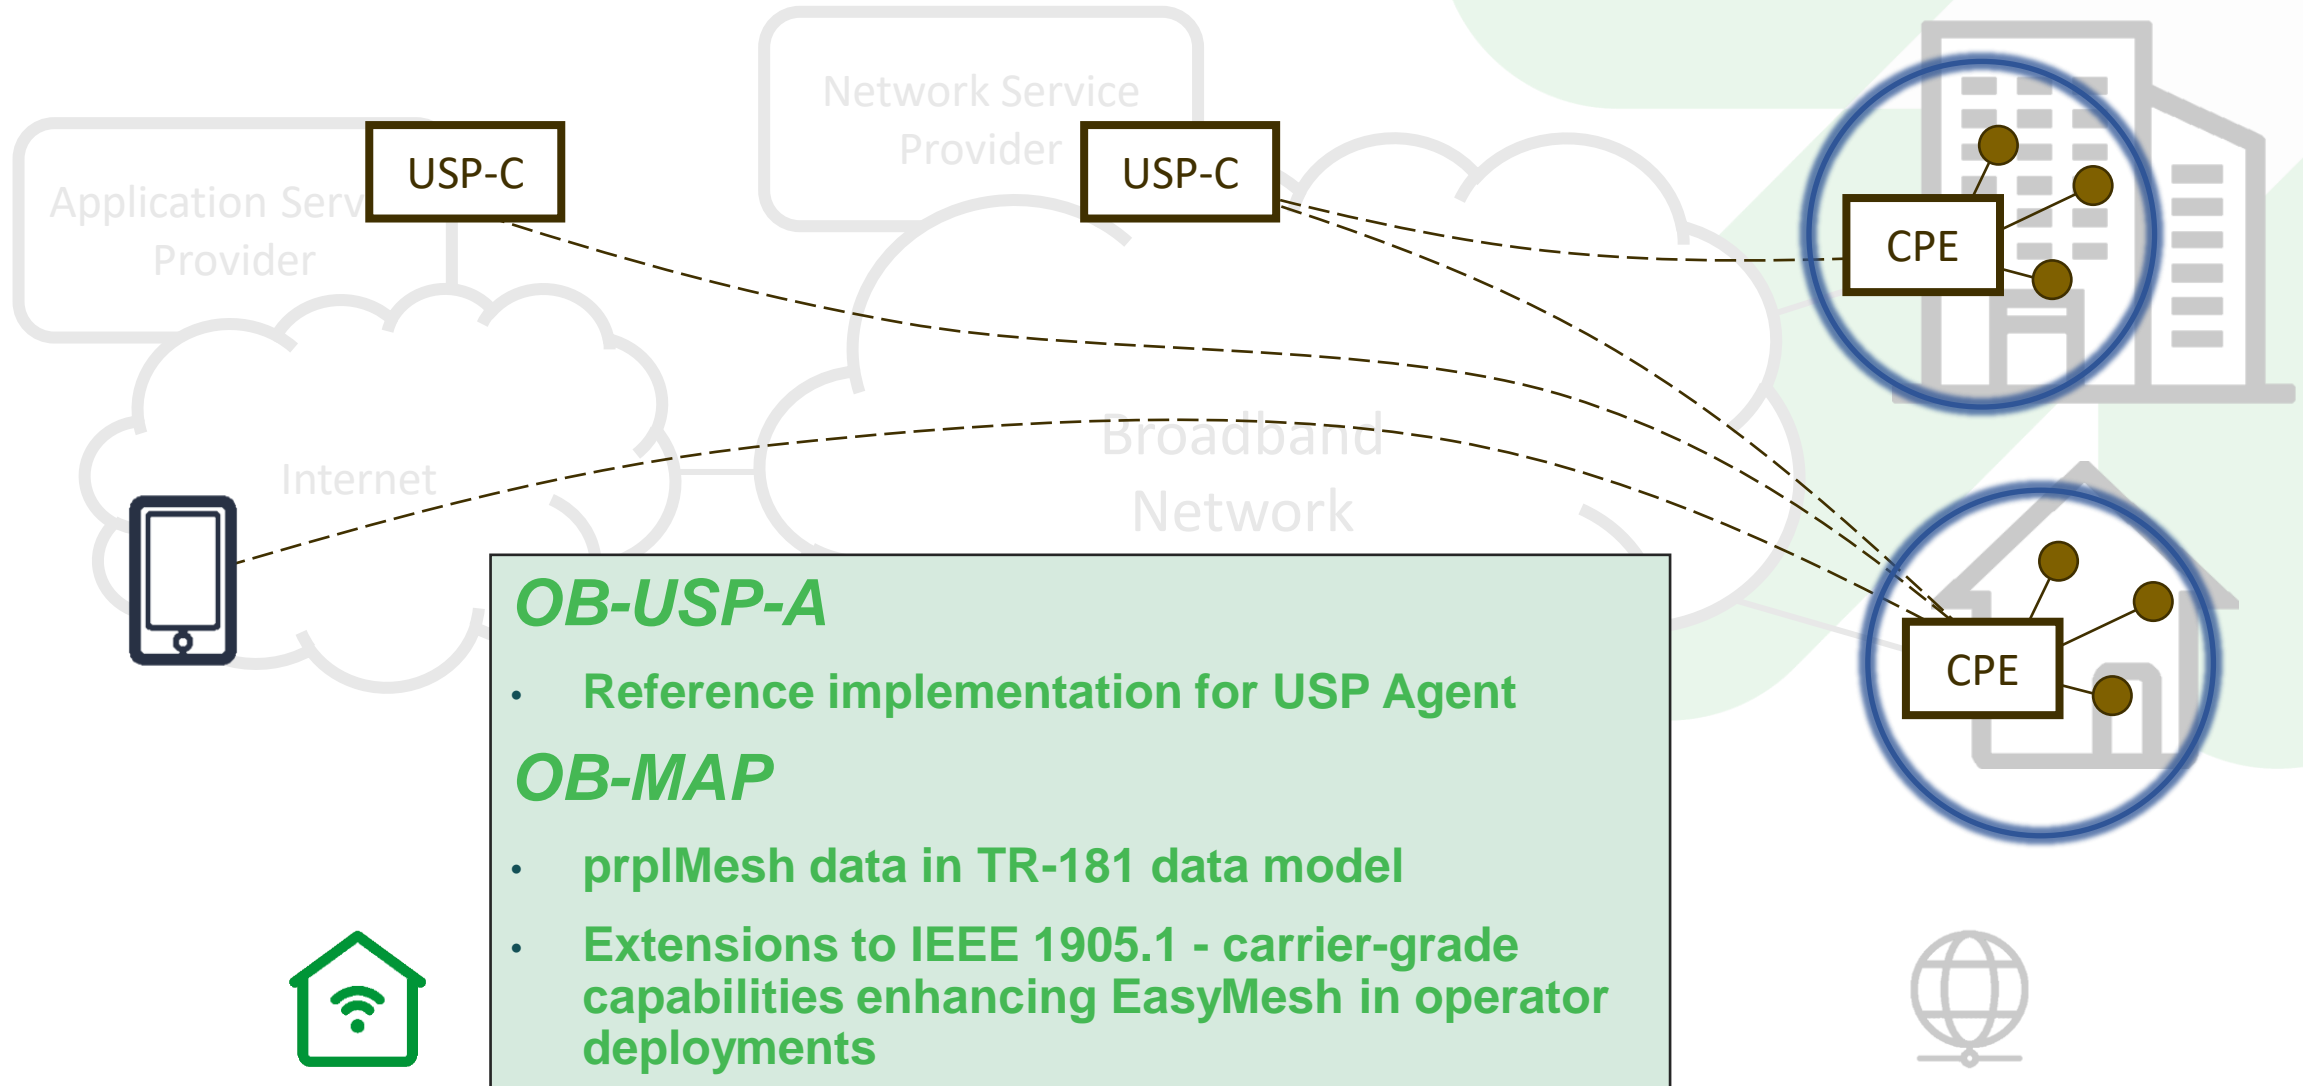 Network Service
Provider
USP-C
USP-C
Application Serv
Provider
CPE
Internet
Broadband
Network
CPE
OB-USP-A
• Reference implementation for USP Agent
OB-MAP
• prplMesh data in TR-181 data model
• Extensions to IEEE 1905.1 - carrier-grade
capabilities enhancing EasyMesh in operator
deployments